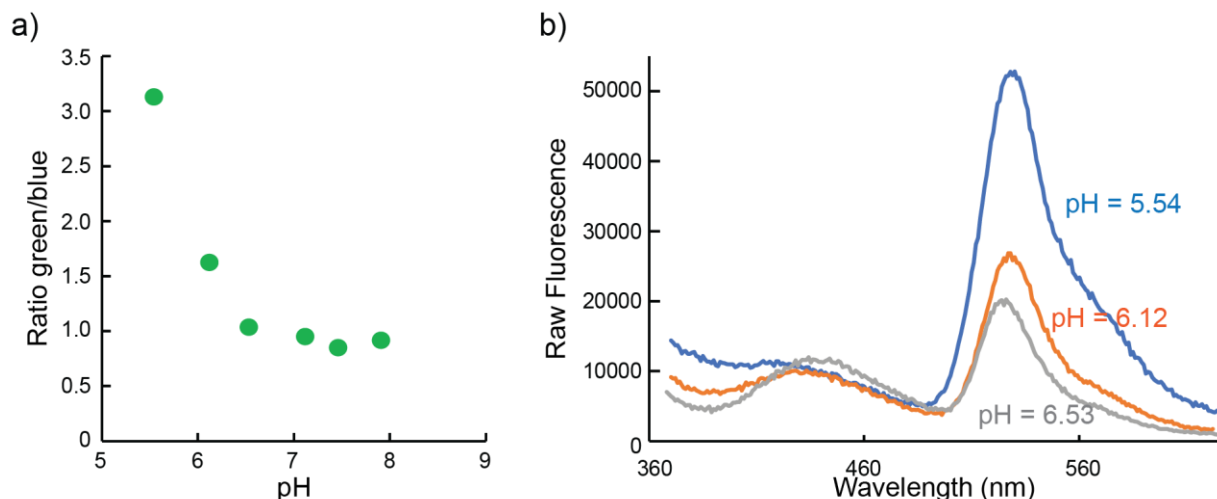 a)
Ratio green/blue
3.5
3.0
2.5
2.0
1.5
1.0
0.5
0
5
6
7
8
9
pH
b)
Raw Fluorescence
50000
40000
30000
20000
10000
0
pH = 5.54
pH = 6.12
pH = 6.53
360
460
560
Wavelength (nm)